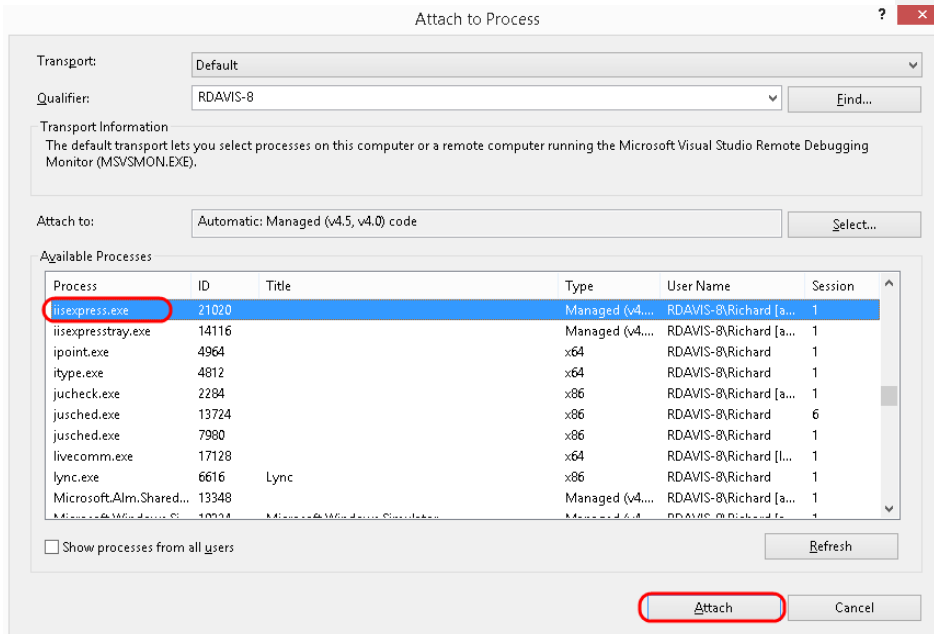 Attach to Process
? ×
Transport: Default
Qualifier: RDAVIS-8 Find...
Transport Information
The default transport lets you select processes on this computer or a remote computer running the Microsoft Visual Studio Remote Debugging
Monitor (MSVSMON.EXE).
Attach to: Automatic: Managed (v4.5, v4.0) code Select...
Available Processes
Process ID Title Type User Name Session
iisexpress.exe 21020 Managed (v4.... RDAVIS-8\Richard [a... 1
iisexpresstray.exe 14116 Managed (v4.... RDAVIS-8\Richard [a... 1
ipoint.exe 4964 x64 RDAVIS-8\Richard 1
itype.exe 4812 x64 RDAVIS-8\Richard 1
jucheck.exe 2284 x86 RDAVIS-8\Richard [a... 1
jusched.exe 13724 x86 RDAVIS-8\Richard 6
jusched.exe 7980 x86 RDAVIS-8\Richard 1
livecomm.exe 17128 x64 RDAVIS-8\Richard [l... 1
lync.exe 6616 Lync x86 RDAVIS-8\Richard 1
Microsoft.Alm.Shared... 13348 Managed (v4.... RDAVIS-8\Richard [a... 1
Microsoft Windows Simulator
Show processes from all users Refresh
Attach Cancel